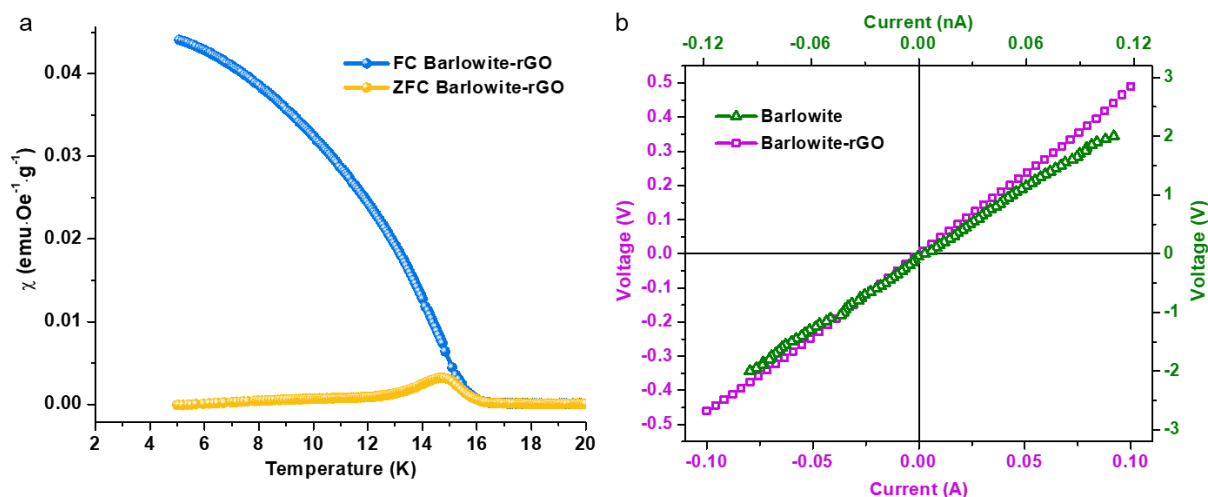 a
χ (emu·Oe⁻¹·g⁻¹)
0.04
0.03
0.02
0.01
0.00
FC Barlowite-rGO
ZFC Barlowite-rGO
2 4 6 8 10 12 14 16 18 20
Temperature (K)
b
Current (nA)
-0.12 -0.06 0.00 0.06 0.12
Voltage (V)
0.5
0.4
0.3
0.2
0.1
0.0
-0.1
-0.2
-0.3
-0.4
-0.5
Barlowite
Barlowite-rGO
3
2
1
0
-1
-2
-3
Voltage (V)
-0.10 -0.05 0.00 0.05 0.10
Current (A)